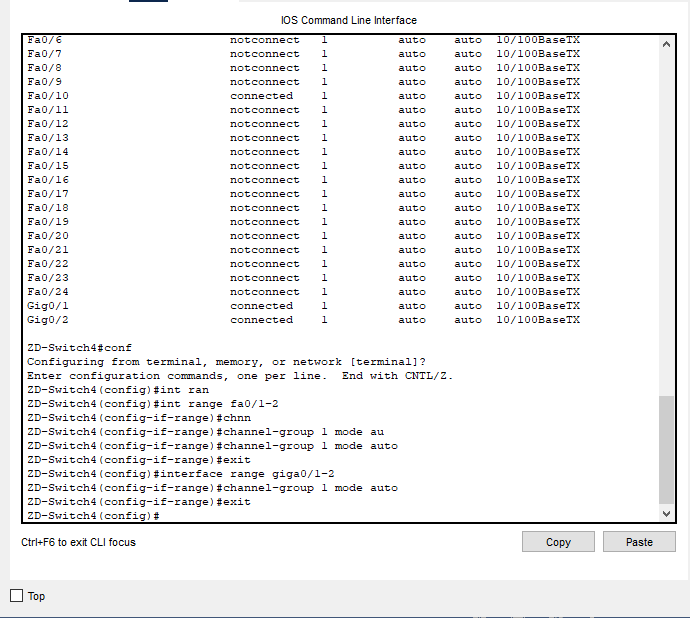 IOS Command Line Interface
Fa0/6 notconnect 1 auto auto 10/100BaseTX
Fa0/7 notconnect 1 auto auto 10/100BaseTX
Fa0/8 notconnect 1 auto auto 10/100BaseTX
Fa0/9 notconnect 1 auto auto 10/100BaseTX
Fa0/10 connected 1 auto auto 10/100BaseTX
Fa0/11 notconnect 1 auto auto 10/100BaseTX
Fa0/12 notconnect 1 auto auto 10/100BaseTX
Fa0/13 notconnect 1 auto auto 10/100BaseTX
Fa0/14 notconnect 1 auto auto 10/100BaseTX
Fa0/15 notconnect 1 auto auto 10/100BaseTX
Fa0/16 notconnect 1 auto auto 10/100BaseTX
Fa0/17 notconnect 1 auto auto 10/100BaseTX
Fa0/18 notconnect 1 auto auto 10/100BaseTX
Fa0/19 notconnect 1 auto auto 10/100BaseTX
Fa0/20 notconnect 1 auto auto 10/100BaseTX
Fa0/21 notconnect 1 auto auto 10/100BaseTX
Fa0/22 notconnect 1 auto auto 10/100BaseTX
Fa0/23 notconnect 1 auto auto 10/100BaseTX
Fa0/24 notconnect 1 auto auto 10/100BaseTX
Gig0/1 connected 1 auto auto 10/100BaseTX
Gig0/2 connected 1 auto auto 10/100BaseTX
ZD-Switch4#conf
Configuring from terminal, memory, or network [terminal]?
Enter configuration commands, one per line. End with CNTL/Z.
ZD-Switch4(config)#int ran
ZD-Switch4(config)#int range fa0/1-2
ZD-Switch4(config-if-range)#chnn
ZD-Switch4(config-if-range)#channel-group 1 mode au
ZD-Switch4(config-if-range)#channel-group 1 mode auto
ZD-Switch4(config-if-range)#exit
ZD-Switch4(config)#interface range giga0/1-2
ZD-Switch4(config-if-range)#channel-group 1 mode auto
ZD-Switch4(config-if-range)#exit
ZD-Switch4(config)#
Ctrl+F6 to exit CLI focus
Copy
Paste
Top